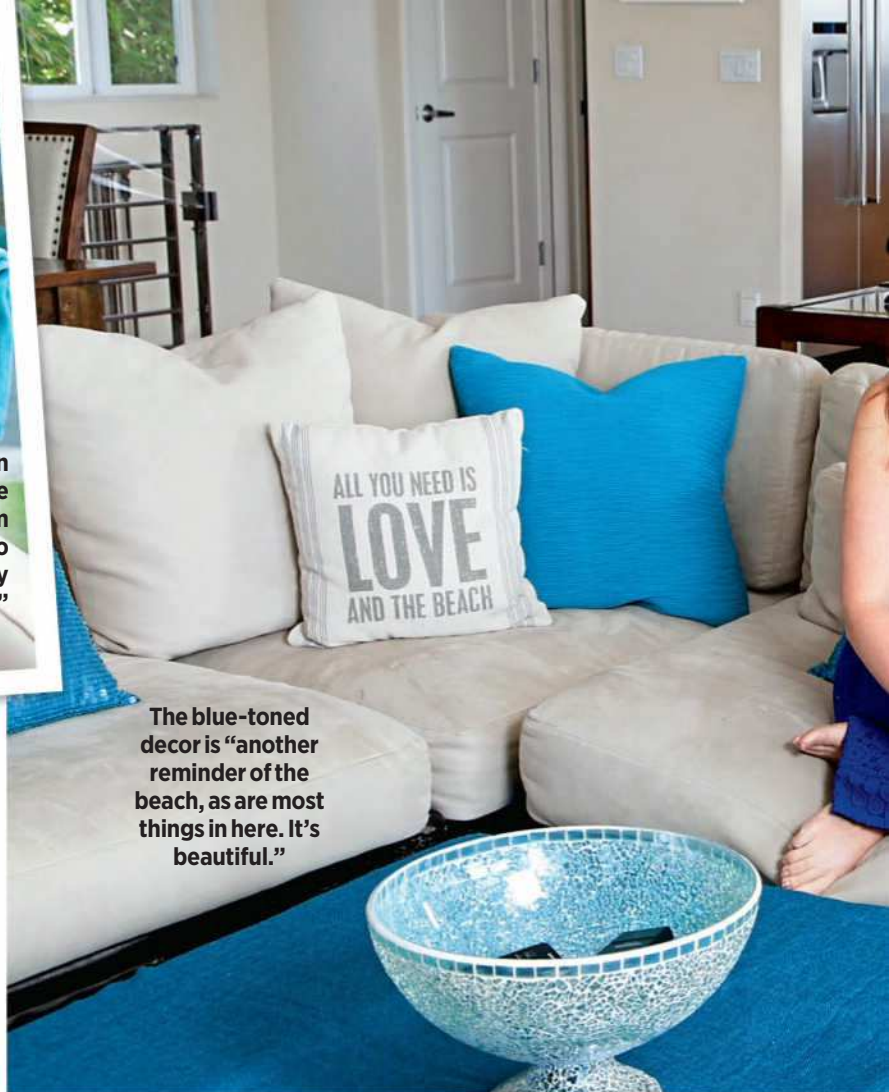 ALL YOU NEED IS
LOVE
AND THE BEACH
The blue-toned
decor is “another
reminder of the
beach, as are most
things in here. It’s
beautiful.”